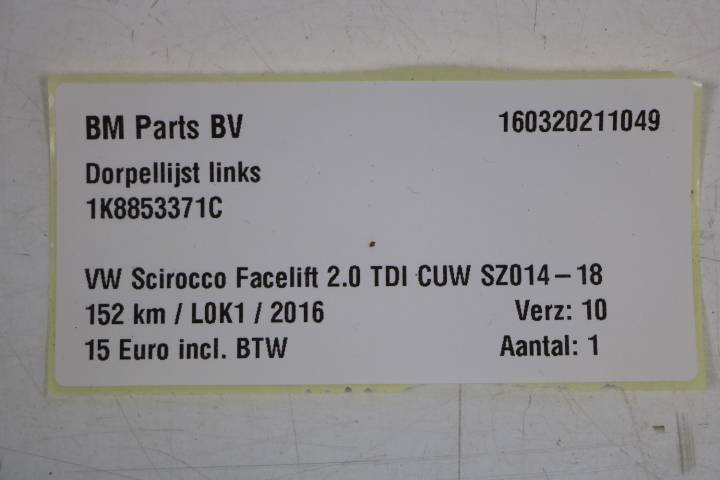 BM Parts BV 160320211049
Dorpellijst links
1K8853371C
VW Scirocco Facelift 2.0 TDI CUW SZ014-18
152 km / L0K1 / 2016 Verz: 10
15 Euro incl. BTW Aantal: 1